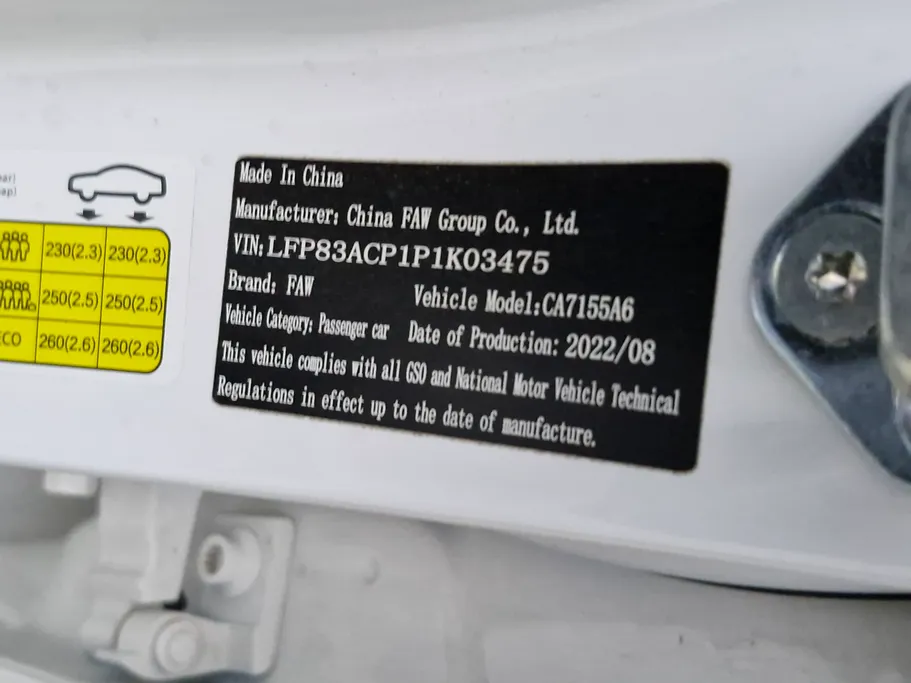 230(2.3) 230(2.3)
250(2.5) 250(2.5)
ECO 260(2.6) 260(2.6)
Made In China
Manufacturer: China FAW Group Co., Ltd.
VIN: LFP83ACP1P1K03475
Brand: FAW Vehicle Model:CA7155A6
Vehicle Category: Passenger car Date of Production: 2022/08
This vehicle complies with all GSO and National Motor Vehicle Technical
Regulations in effect up to the date of manufacture.